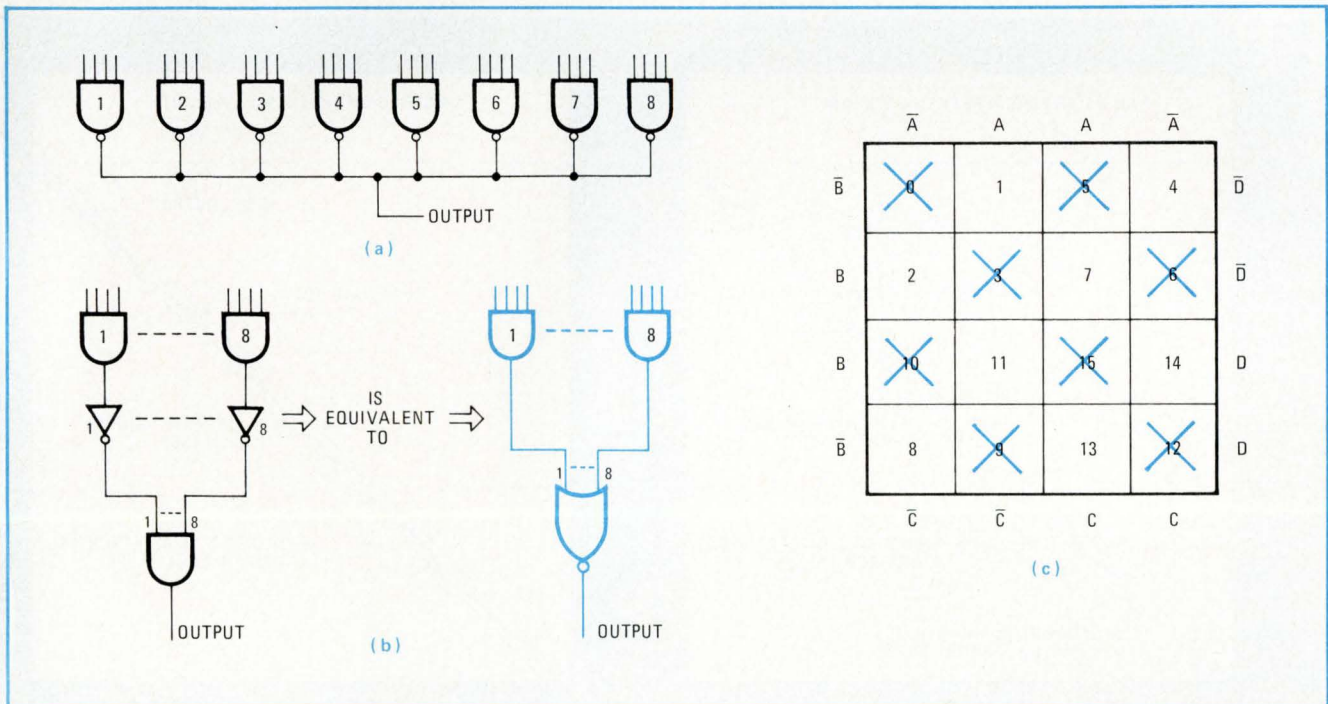 1 2 3 4 5 6 7 8
OUTPUT
(a)
1 8
1 8
IS
EQUIVALENT
TO
1 8
OUTPUT
1 8
1 8
OUTPUT
(b)
A̅ A A A̅
B̅ 0 1 5 4 D̅
B 2 3 7 6 D̅
B 10 11 15 14 D
B̅ 8 9 13 12 D
C̅ C̅ C C
(c)